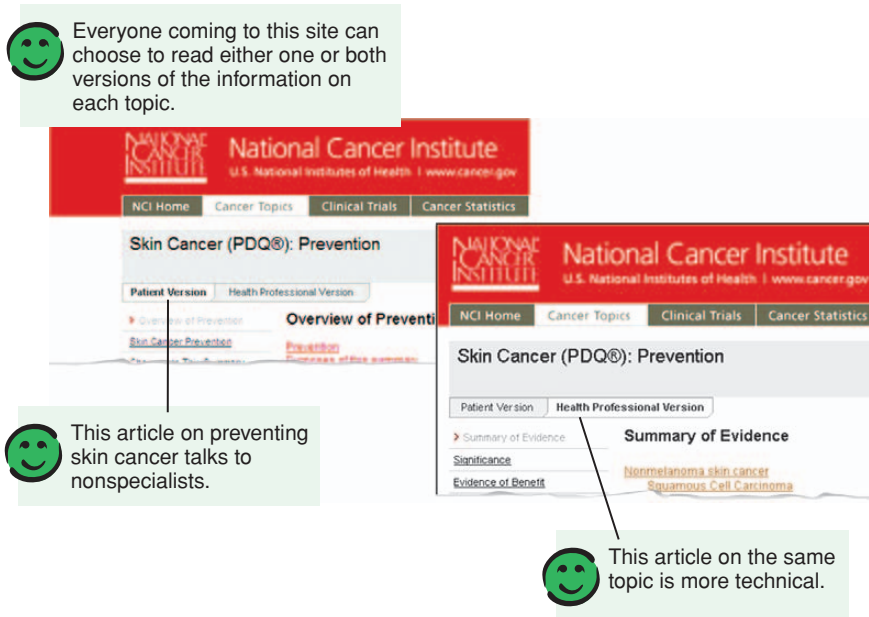 Everyone coming to this site can
choose to read either one or both
versions of the information on
each topic.
NATIONAL
CANCER
INSTITUTE
National Cancer Institute
U.S. National Institutes of Health | www.cancer.gov
NCI Home Cancer Topics Clinical Trials Cancer Statistics
Skin Cancer (PDQ®): Prevention
Patient Version Health Professional Version
Overview of Prevention
Overview of Preventi
Skin Cancer Prevention
Prevention
NATIONAL
CANCER
INSTITUTE
National Cancer Institute
U.S. National Institutes of Health | www.cancer.gov
NCI Home Cancer Topics Clinical Trials Cancer Statistics
Skin Cancer (PDQ®): Prevention
Patient Version Health Professional Version
Summary of Evidence
Summary of Evidence
Significance
Nonmelanoma skin cancer
Evidence of Benefit
Squamous Cell Carcinoma
This article on preventing
skin cancer talks to
nonspecialists.
This article on the same
topic is more technical.